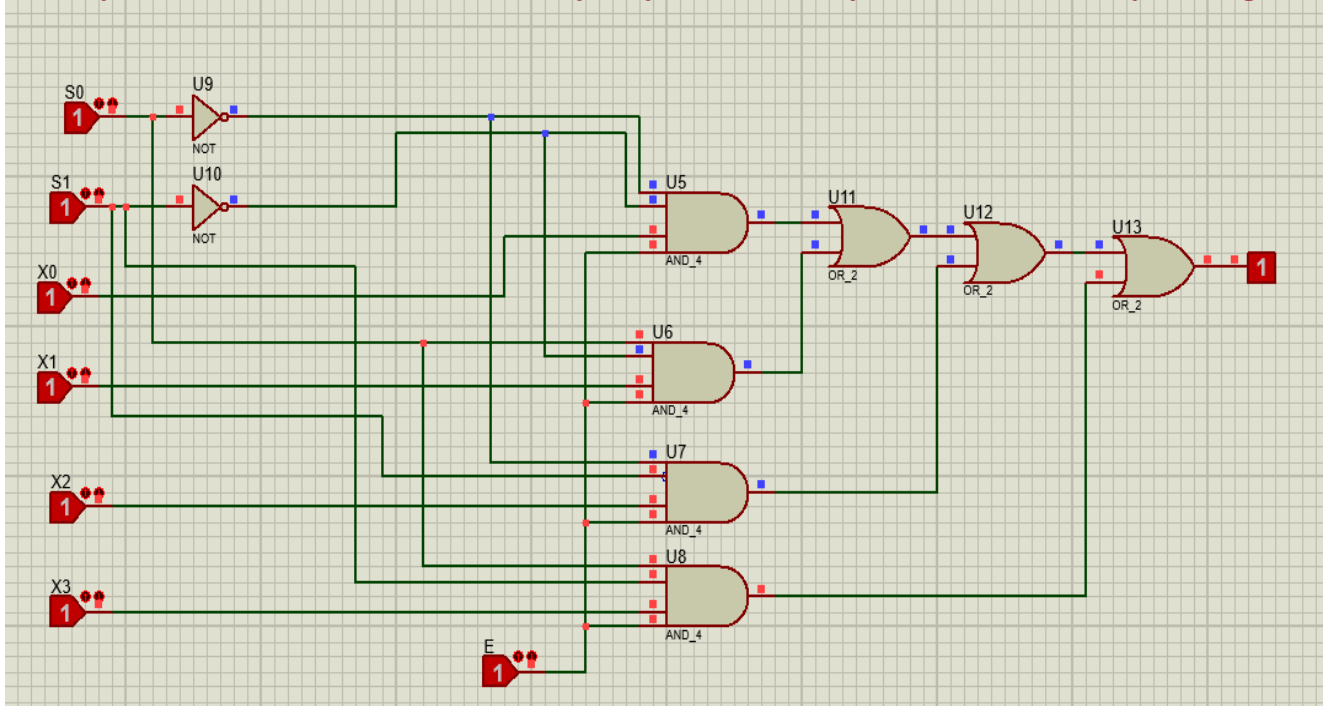 S0
1
U9
NOT
S1
1
U10
NOT
U5
AND_4
U11
OR_2
U12
OR_2
U13
OR_2
1
X0
1
X1
1
U6
AND_4
X2
1
U7
AND_4
X3
1
U8
AND_4
E
1